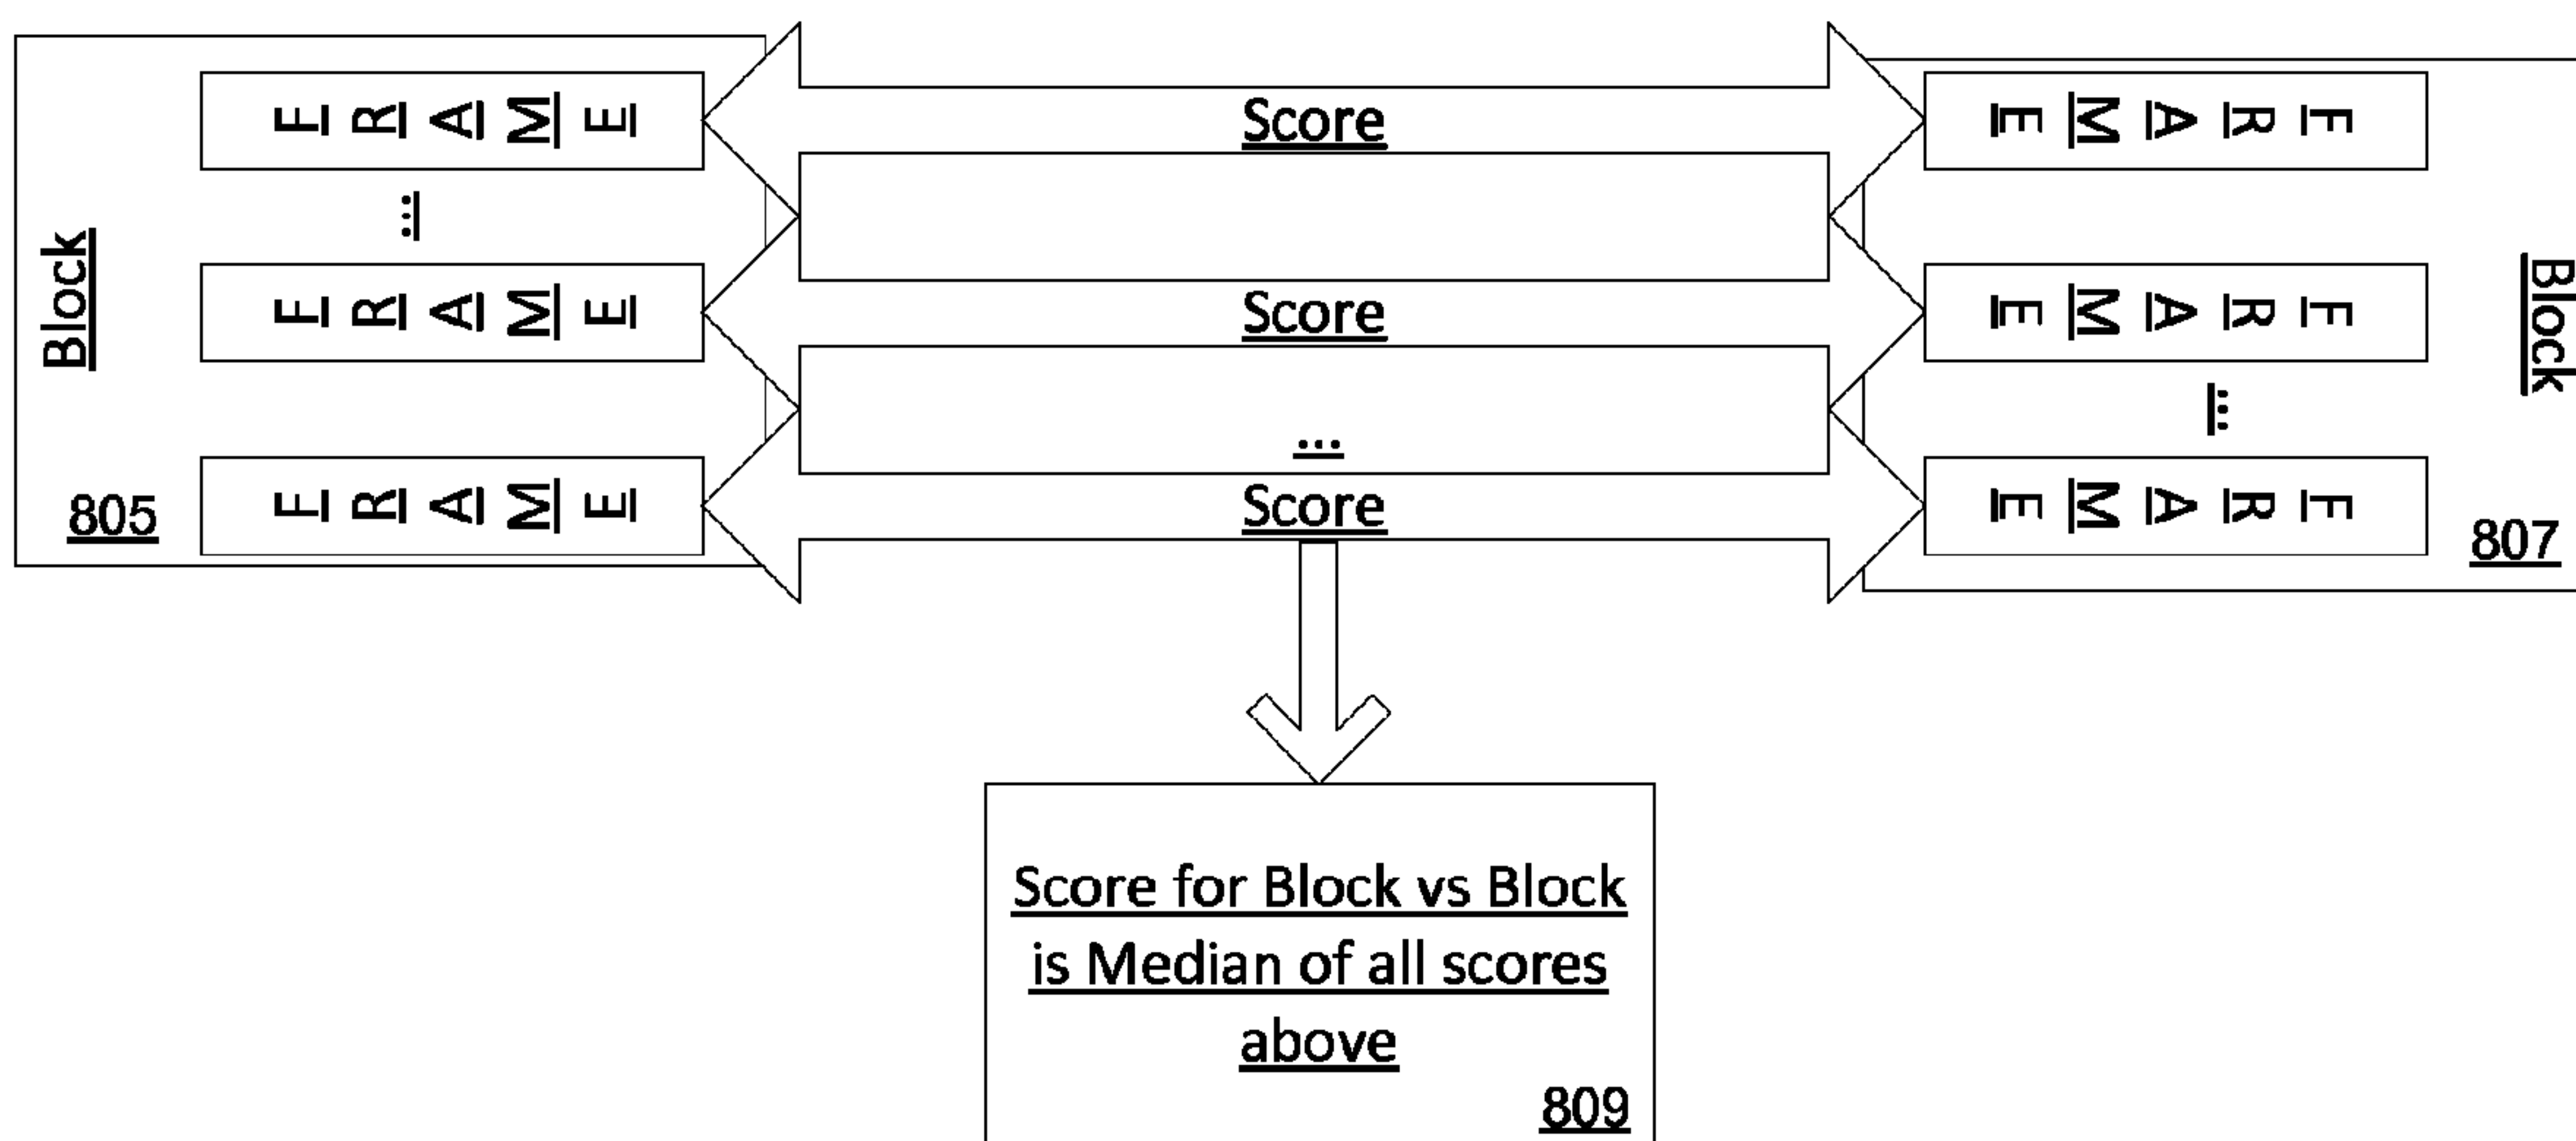 Block
FRAME
...
FRAME
FRAME
805
Score
Score
...
Score
FRAME
FRAME
...
FRAME
Block
807
Score for Block vs Block
is Median of all scores
above
809